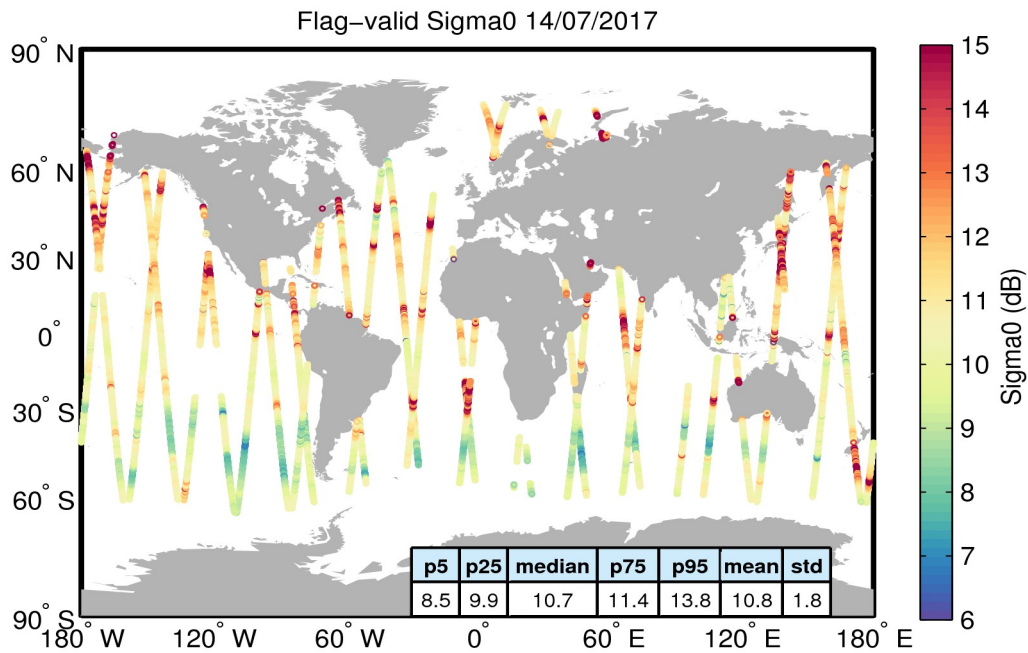 Flag–valid Sigma0 14/07/2017
90° N
60° N
30° N
0°
30° S
60° S
90° S
180° W
120° W
60° W
0°
60° E
120° E
180° E
p5 p25 median p75 p95 mean std
8.5 9.9 10.7 11.4 13.8 10.8 1.8
15
14
13
12
11
10
9
8
7
6
Sigma0 (dB)